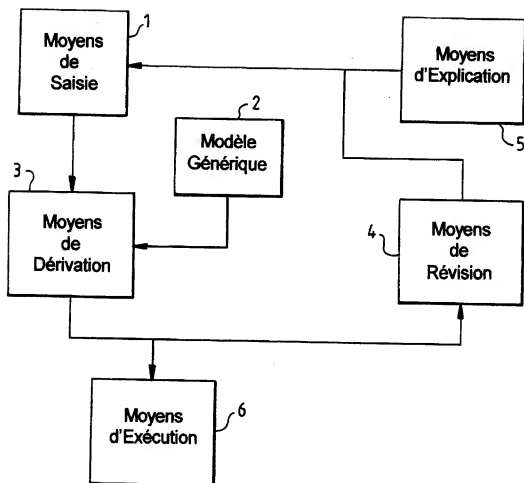 1
Moyens
de
Saisie
Moyens
d'Explication
5
2
Modèle
Générique
3
Moyens
de
Dérivation
4
Moyens
de
Révision
Moyens
d'Exécution
6